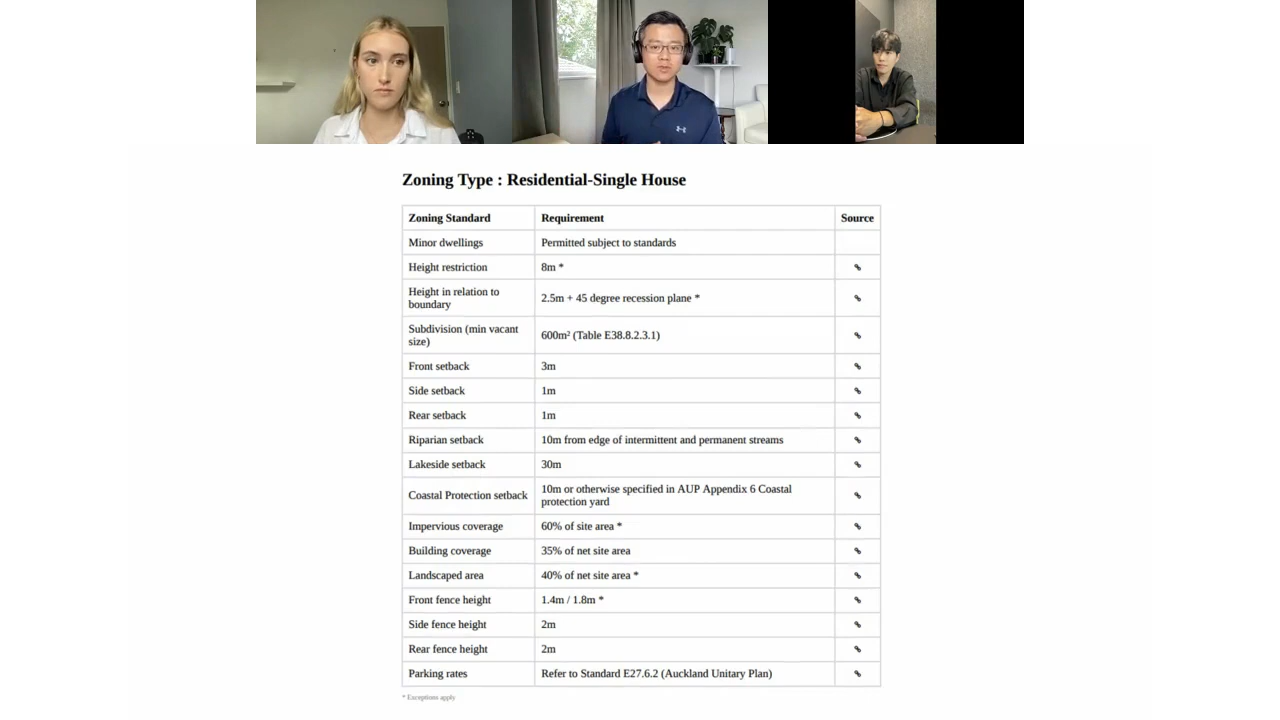 Zoning Type : Residential-Single House
Zoning Standard Requirement Source
Minor dwellings Permitted subject to standards
Height restriction 8m *
Height in relation to
boundary 2.5m + 45 degree recession plane *
Subdivision (min vacant
size) 600m² (Table E38.8.2.3.1)
Front setback 3m
Side setback 1m
Rear setback 1m
Riparian setback 10m from edge of intermittent and permanent streams
Lakeside setback 30m
Coastal Protection setback 10m or otherwise specified in AUP Appendix 6 Coastal
protection yard
Impervious coverage 60% of site area *
Building coverage 35% of net site area
Landscaped area 40% of net site area *
Front fence height 1.4m / 1.8m *
Side fence height 2m
Rear fence height 2m
Parking rates Refer to Standard E27.6.2 (Auckland Unitary Plan)
* Exceptions apply